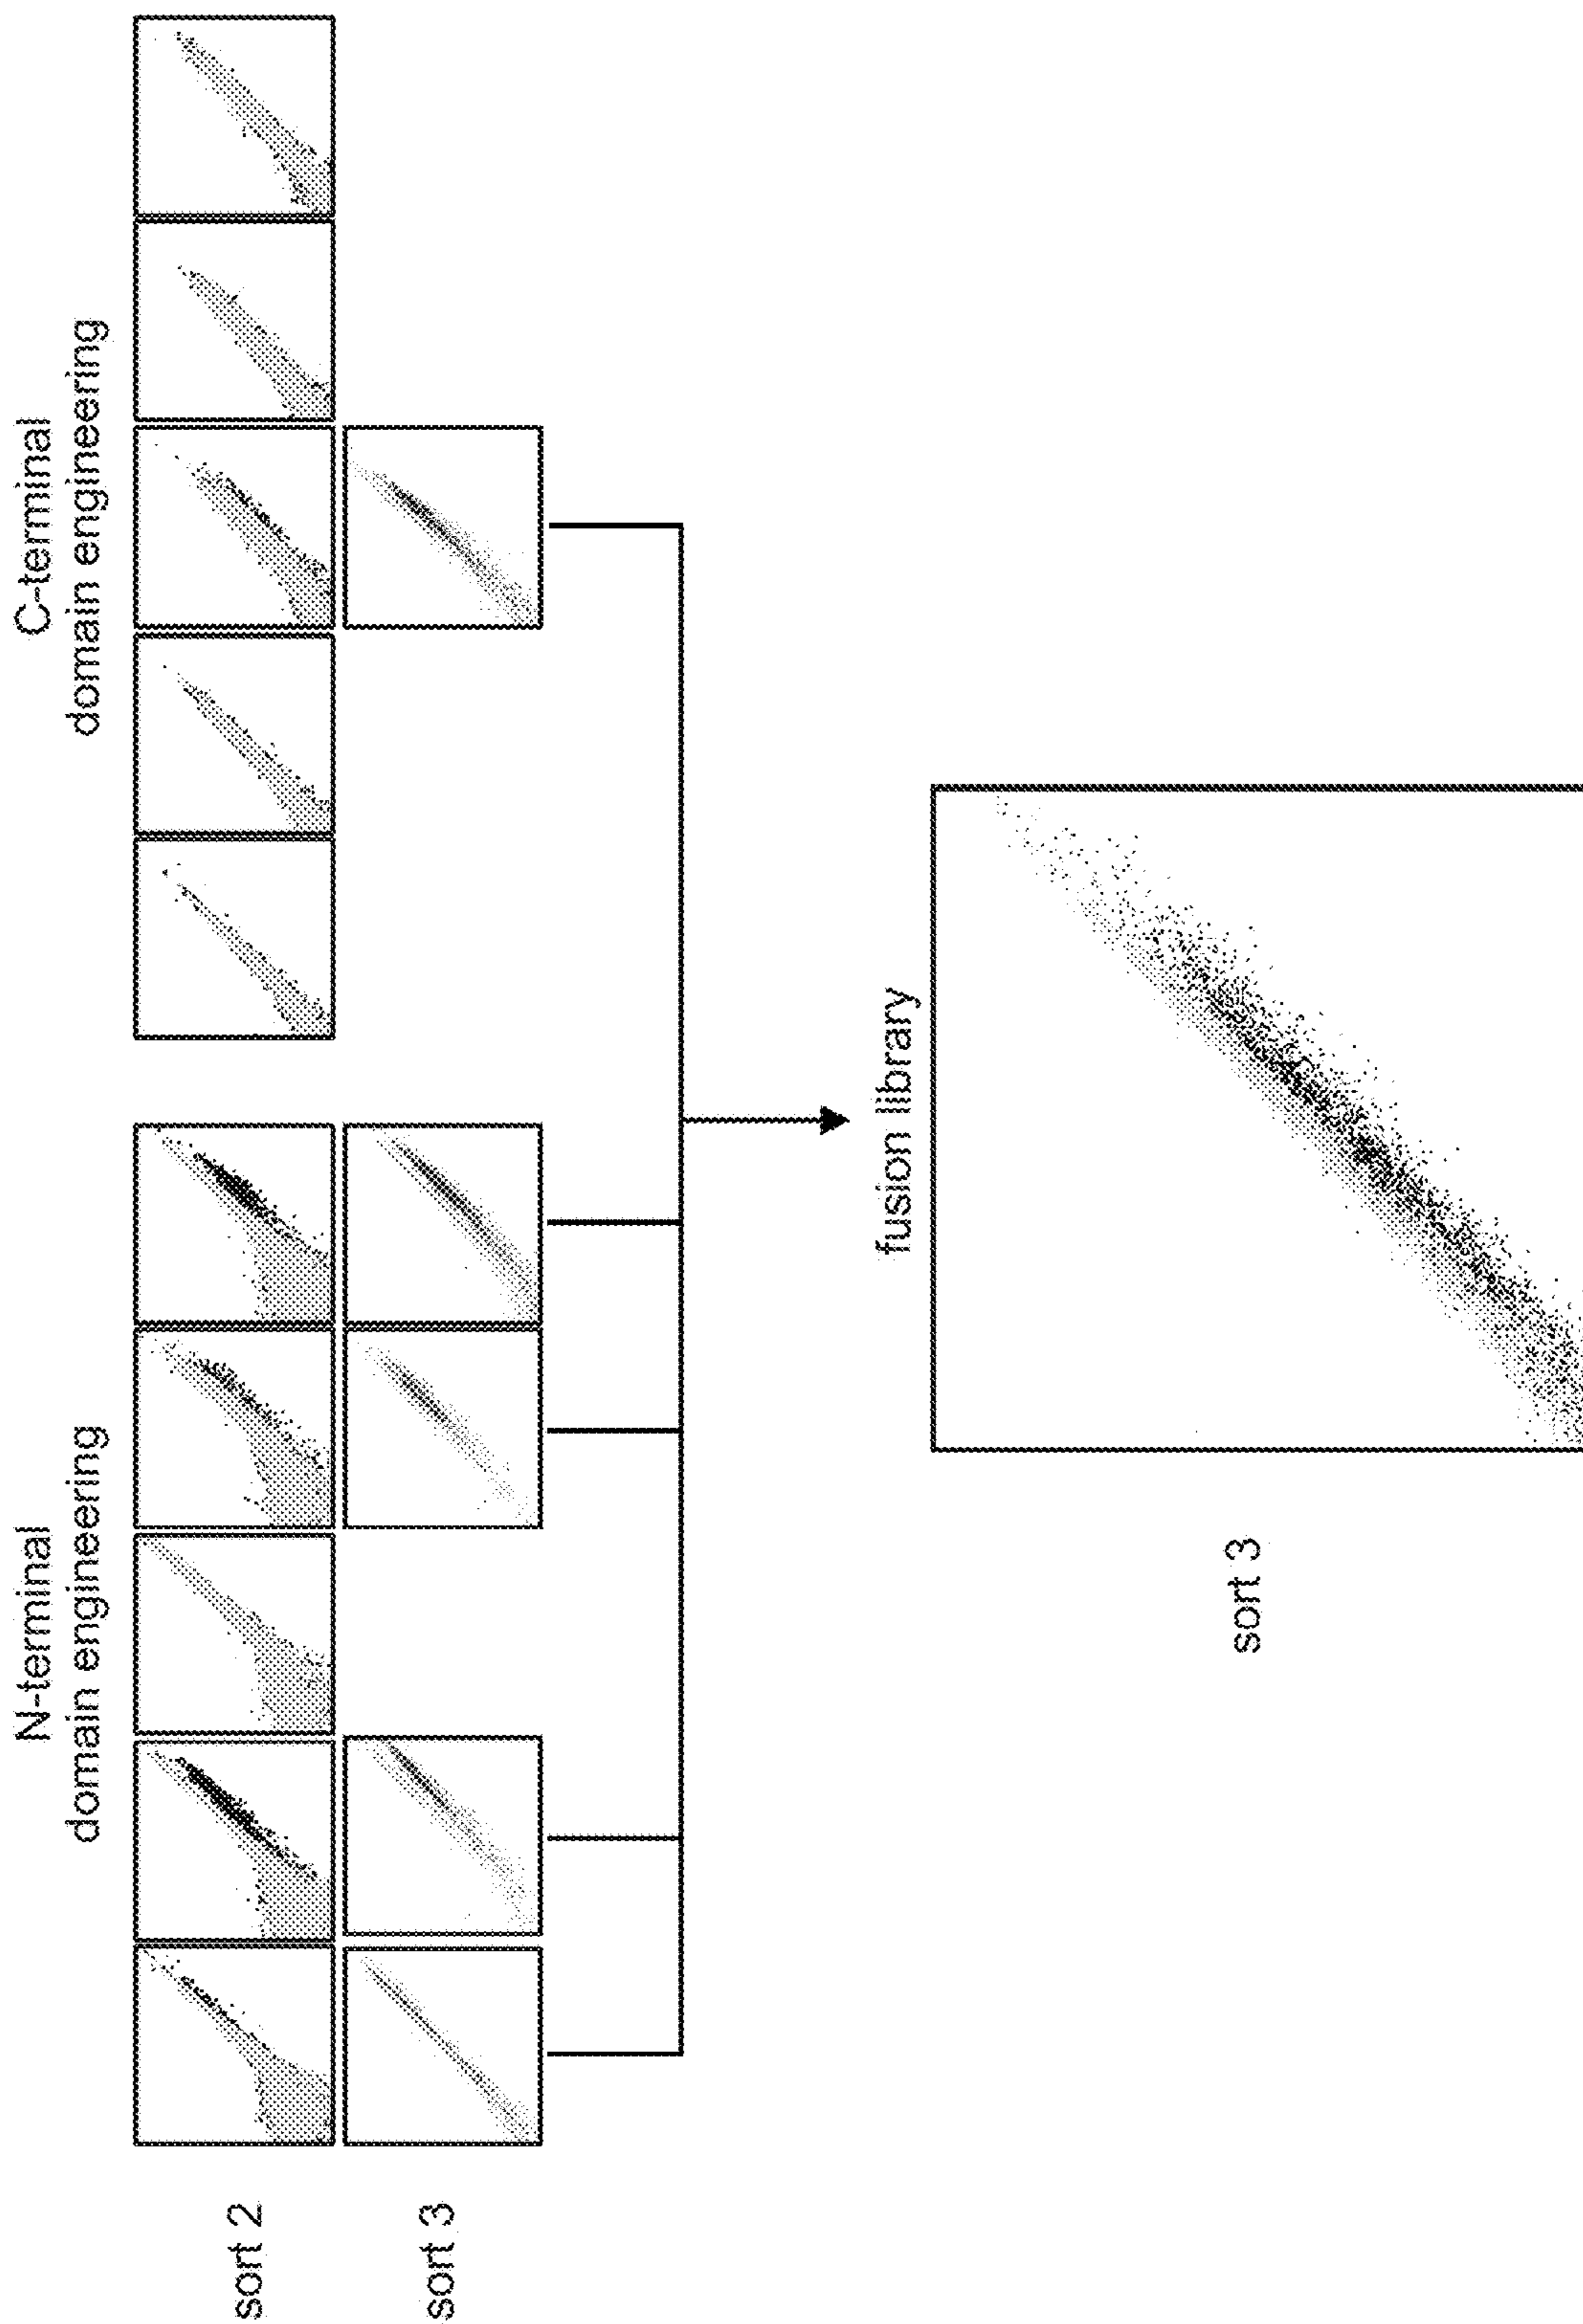 N-terminal
domain engineering
C-terminal
domain engineering
sort 2
sort 3
fusion library
sort 3